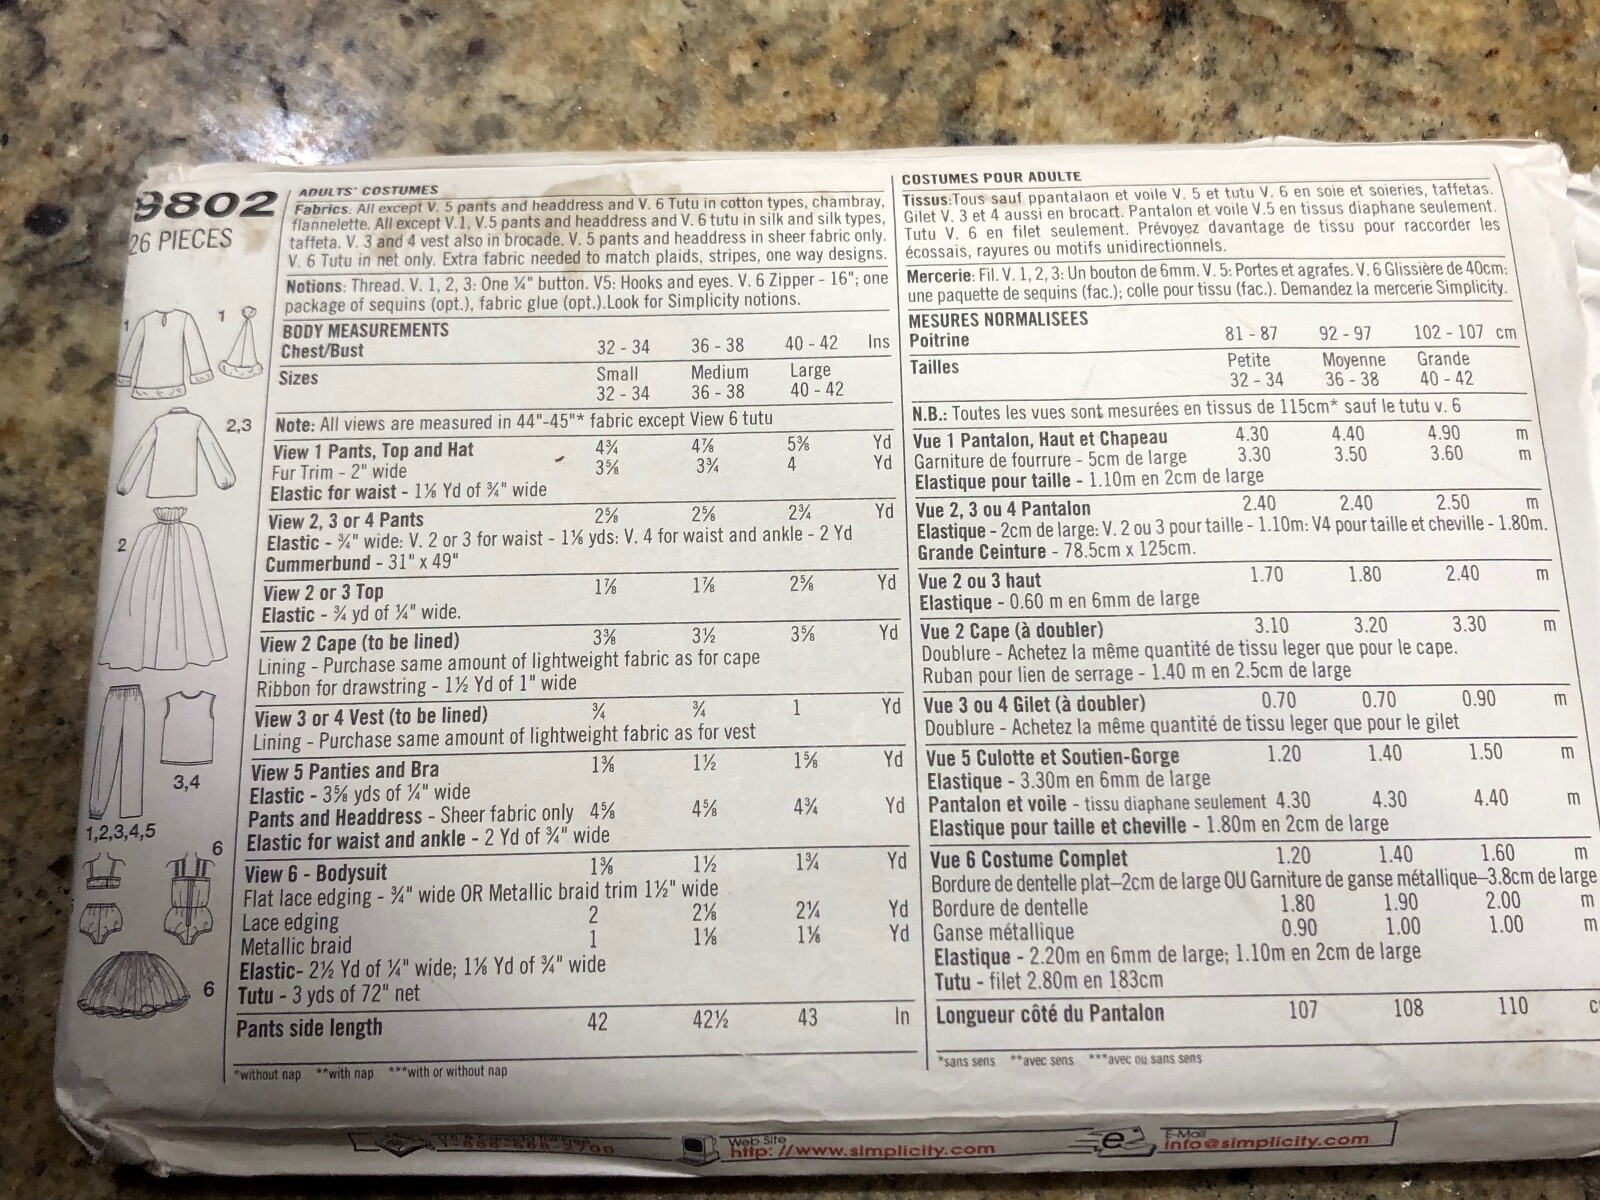 9802
26 PIECES
1
1
2,3
2
3,4
1,2,3,4,5
6
6
ADULTS' COSTUMES
Fabrics: All except V. 5 pants and headdress and V. 6 Tutu in cotton types, chambray,
flannelette. All except V.1, V.5 pants and headdress and V. 6 tutu in silk and silk types,
taffeta. V. 3 and 4 vest also in brocade. V. 5 pants and headdress in sheer fabric only.
V. 6 Tutu in net only. Extra fabric needed to match plaids, stripes, one way designs.
Notions: Thread. V. 1, 2, 3: One ¼" button. V5: Hooks and eyes. V. 6 Zipper - 16"; one
package of sequins (opt.), fabric glue (opt.).Look for Simplicity notions.
BODY MEASUREMENTS
Chest/Bust 32 - 34 36 - 38 40 - 42 Ins
Sizes Small Medium Large
32 - 34 36 - 38 40 - 42
Note: All views are measured in 44"-45"* fabric except View 6 tutu
View 1 Pants, Top and Hat 4¾ 4⅞ 5⅜ Yd
Fur Trim - 2" wide 3⅝ 3¾ 4 Yd
Elastic for waist - 1⅛ Yd of ¾" wide
View 2, 3 or 4 Pants 2⅝ 2⅝ 2¾ Yd
Elastic - ¾" wide: V. 2 or 3 for waist - 1⅛ yds: V. 4 for waist and ankle - 2 Yd
Cummerbund - 31" x 49"
View 2 or 3 Top 1⅞ 1⅞ 2⅝ Yd
Elastic - ¾ yd of ¼" wide.
View 2 Cape (to be lined) 3⅜ 3½ 3⅝ Yd
Lining - Purchase same amount of lightweight fabric as for cape
Ribbon for drawstring - 1½ Yd of 1" wide
View 3 or 4 Vest (to be lined) ¾ ¾ 1 Yd
Lining - Purchase same amount of lightweight fabric as for vest
View 5 Panties and Bra 1⅜ 1½ 1⅝ Yd
Elastic - 3⅝ yds of ¼" wide
Pants and Headdress - Sheer fabric only 4⅝ 4⅝ 4¾ Yd
Elastic for waist and ankle - 2 Yd of ¾" wide
View 6 - Bodysuit 1⅜ 1½ 1¾ Yd
Flat lace edging - ¾" wide OR Metallic braid trim 1½" wide
Lace edging 2 2⅛ 2¼ Yd
Metallic braid 1 1⅛ 1⅛ Yd
Elastic- 2½ Yd of ¼" wide; 1⅛ Yd of ¾" wide
Tutu - 3 yds of 72" net
Pants side length 42 42½ 43 In
*without nap **with nap ***with or without nap
COSTUMES POUR ADULTE
Tissus:Tous sauf ppantalaon et voile V. 5 et tutu V. 6 en soie et soieries, taffetas.
Gilet V. 3 et 4 aussi en brocart. Pantalon et voile V.5 en tissus diaphane seulement.
Tutu V. 6 en filet seulement. Prévoyez davantage de tissu pour raccorder les
écossais, rayures ou motifs unidirectionnels.
Mercerie: Fil. V. 1, 2, 3: Un bouton de 6mm. V. 5: Portes et agrafes. V. 6 Glissière de 40cm:
une paquette de sequins (fac.); colle pour tissu (fac.). Demandez la mercerie Simplicity.
MESURES NORMALISEES
Poitrine 81 - 87 92 - 97 102 - 107 cm
Tailles Petite Moyenne Grande
32 - 34 36 - 38 40 - 42
N.B.: Toutes les vues sont mesurées en tissus de 115cm* sauf le tutu v. 6
Vue 1 Pantalon, Haut et Chapeau 4.30 4.40 4.90 m
Garniture de fourrure - 5cm de large 3.30 3.50 3.60 m
Elastique pour taille - 1.10m en 2cm de large
Vue 2, 3 ou 4 Pantalon 2.40 2.40 2.50 m
Elastique - 2cm de large: V. 2 ou 3 pour taille - 1.10m: V4 pour taille et cheville - 1.80m.
Grande Ceinture - 78.5cm x 125cm.
Vue 2 ou 3 haut 1.70 1.80 2.40 m
Elastique - 0.60 m en 6mm de large
Vue 2 Cape (à doubler) 3.10 3.20 3.30 m
Doublure - Achetez la même quantité de tissu leger que pour le cape.
Ruban pour lien de serrage - 1.40 m en 2.5cm de large
Vue 3 ou 4 Gilet (à doubler) 0.70 0.70 0.90 m
Doublure - Achetez la même quantité de tissu leger que pour le gilet
Vue 5 Culotte et Soutien-Gorge 1.20 1.40 1.50 m
Elastique - 3.30m en 6mm de large
Pantalon et voile - tissu diaphane seulement 4.30 4.30 4.40 m
Elastique pour taille et cheville - 1.80m en 2cm de large
Vue 6 Costume Complet 1.20 1.40 1.60 m
Bordure de dentelle plat–2cm de large OU Garniture de ganse métallique–3.8cm de large
Bordure de dentelle 1.80 1.90 2.00 m
Ganse métallique 0.90 1.00 1.00 m
Elastique - 2.20m en 6mm de large; 1.10m en 2cm de large
Tutu - filet 2.80m en 183cm
Longueur côté du Pantalon 107 108 110
*sans sens **avec sens ***avec ou sans sens
Web Site
http://www.simplicity.com
E-Mail
info@simplicity.com